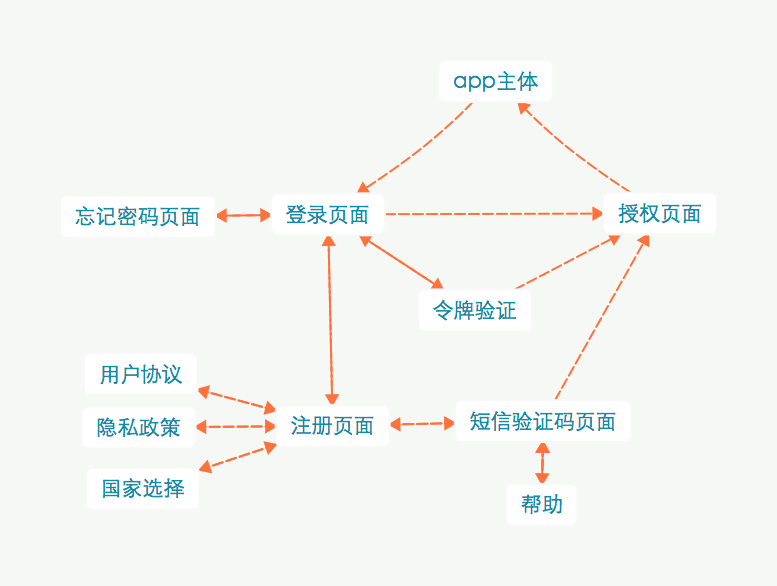 app主体
忘记密码页面
登录页面
授权页面
令牌验证
用户协议
隐私政策
注册页面
短信验证码页面
国家选择
帮助